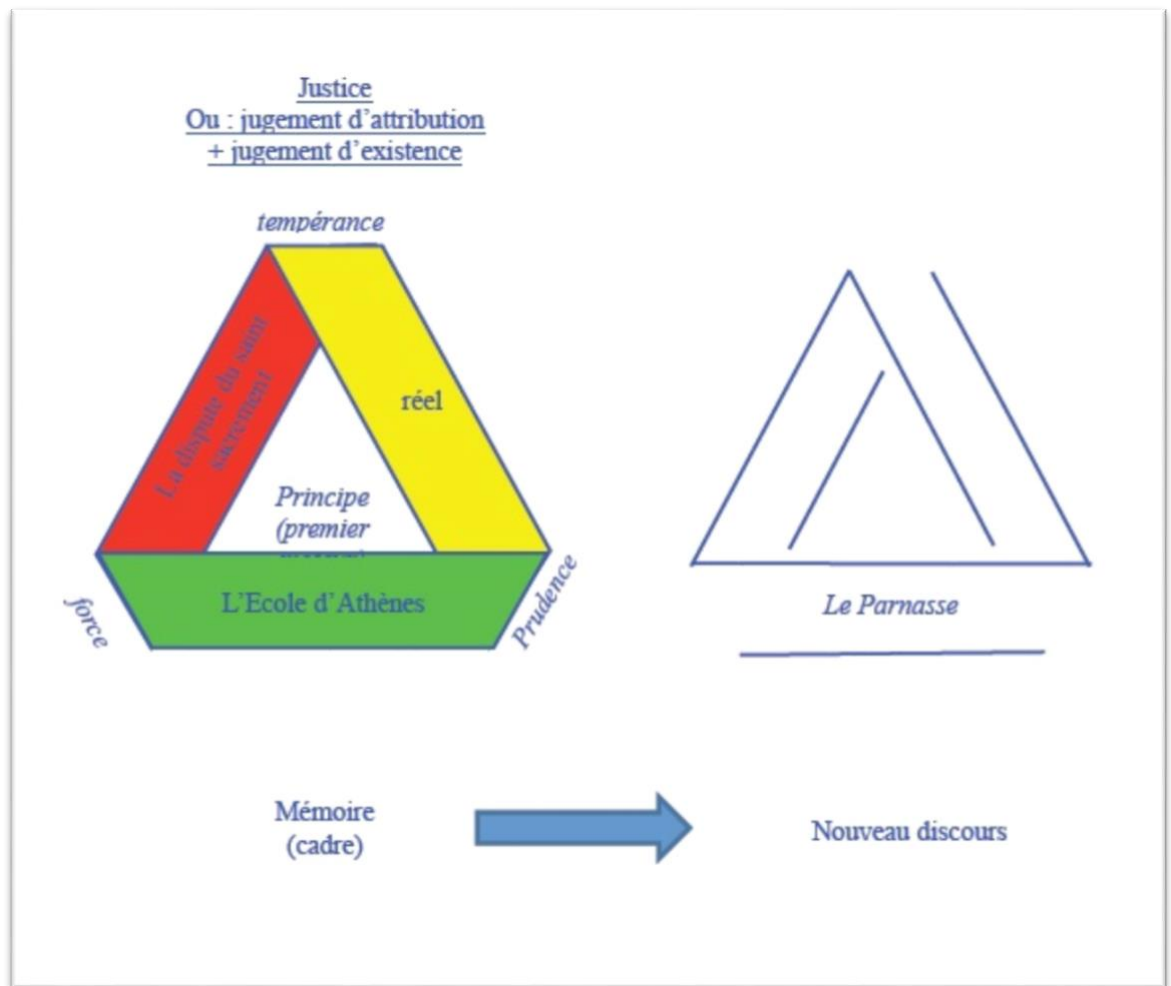 Justice
Ou : jugement d’attribution
+ jugement d’existence
tempérance
La dispute du saint
sacrement
réel
Principe
(premier
L’Ecole d’Athènes
force
Prudence
Le Parnasse
Mémoire
(cadre)
Nouveau discours